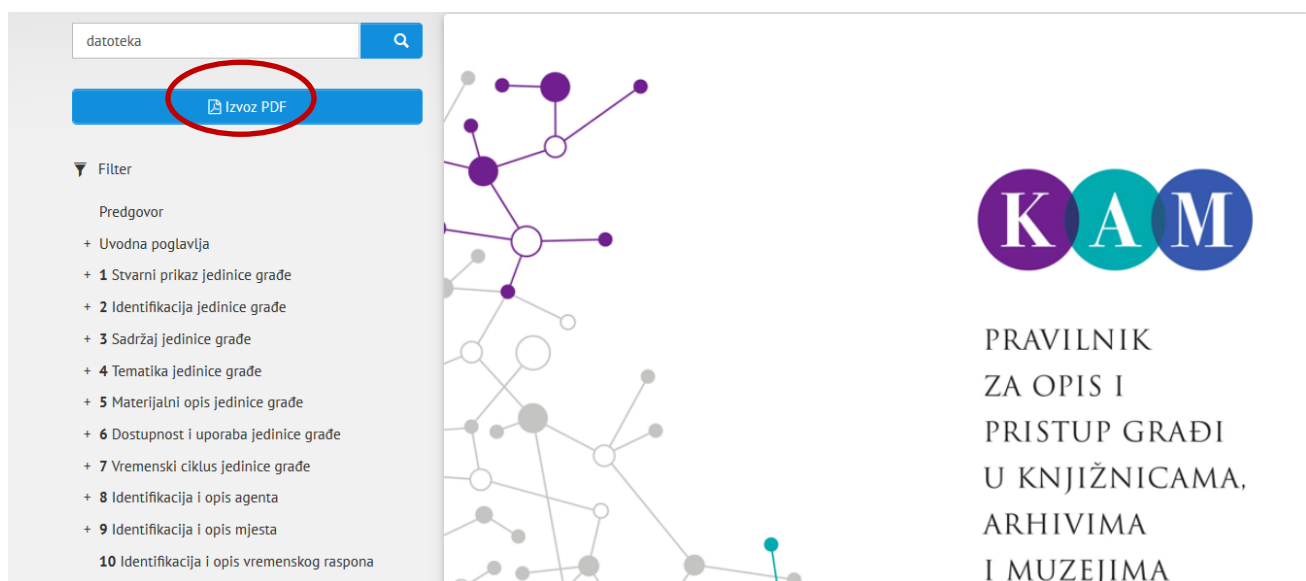 datoteka
Izvoz PDF
Filter
Predgovor
+ Uvodna poglavlja
+ 1 Stvarni prikaz jedinice građe
+ 2 Identifikacija jedinice građe
+ 3 Sadržaj jedinice građe
+ 4 Tematika jedinice građe
+ 5 Materijalni opis jedinice građe
+ 6 Dostupnost i uporaba jedinice građe
+ 7 Vremenski ciklus jedinice građe
+ 8 Identifikacija i opis agenta
+ 9 Identifikacija i opis mjesta
10 Identifikacija i opis vremenskog raspona
KAM
PRAVILNIK
ZA OPIS I
PRISTUP GRAĐI
U KNJIŽNICAMA,
ARHIVIMA
I MUZEJIMA